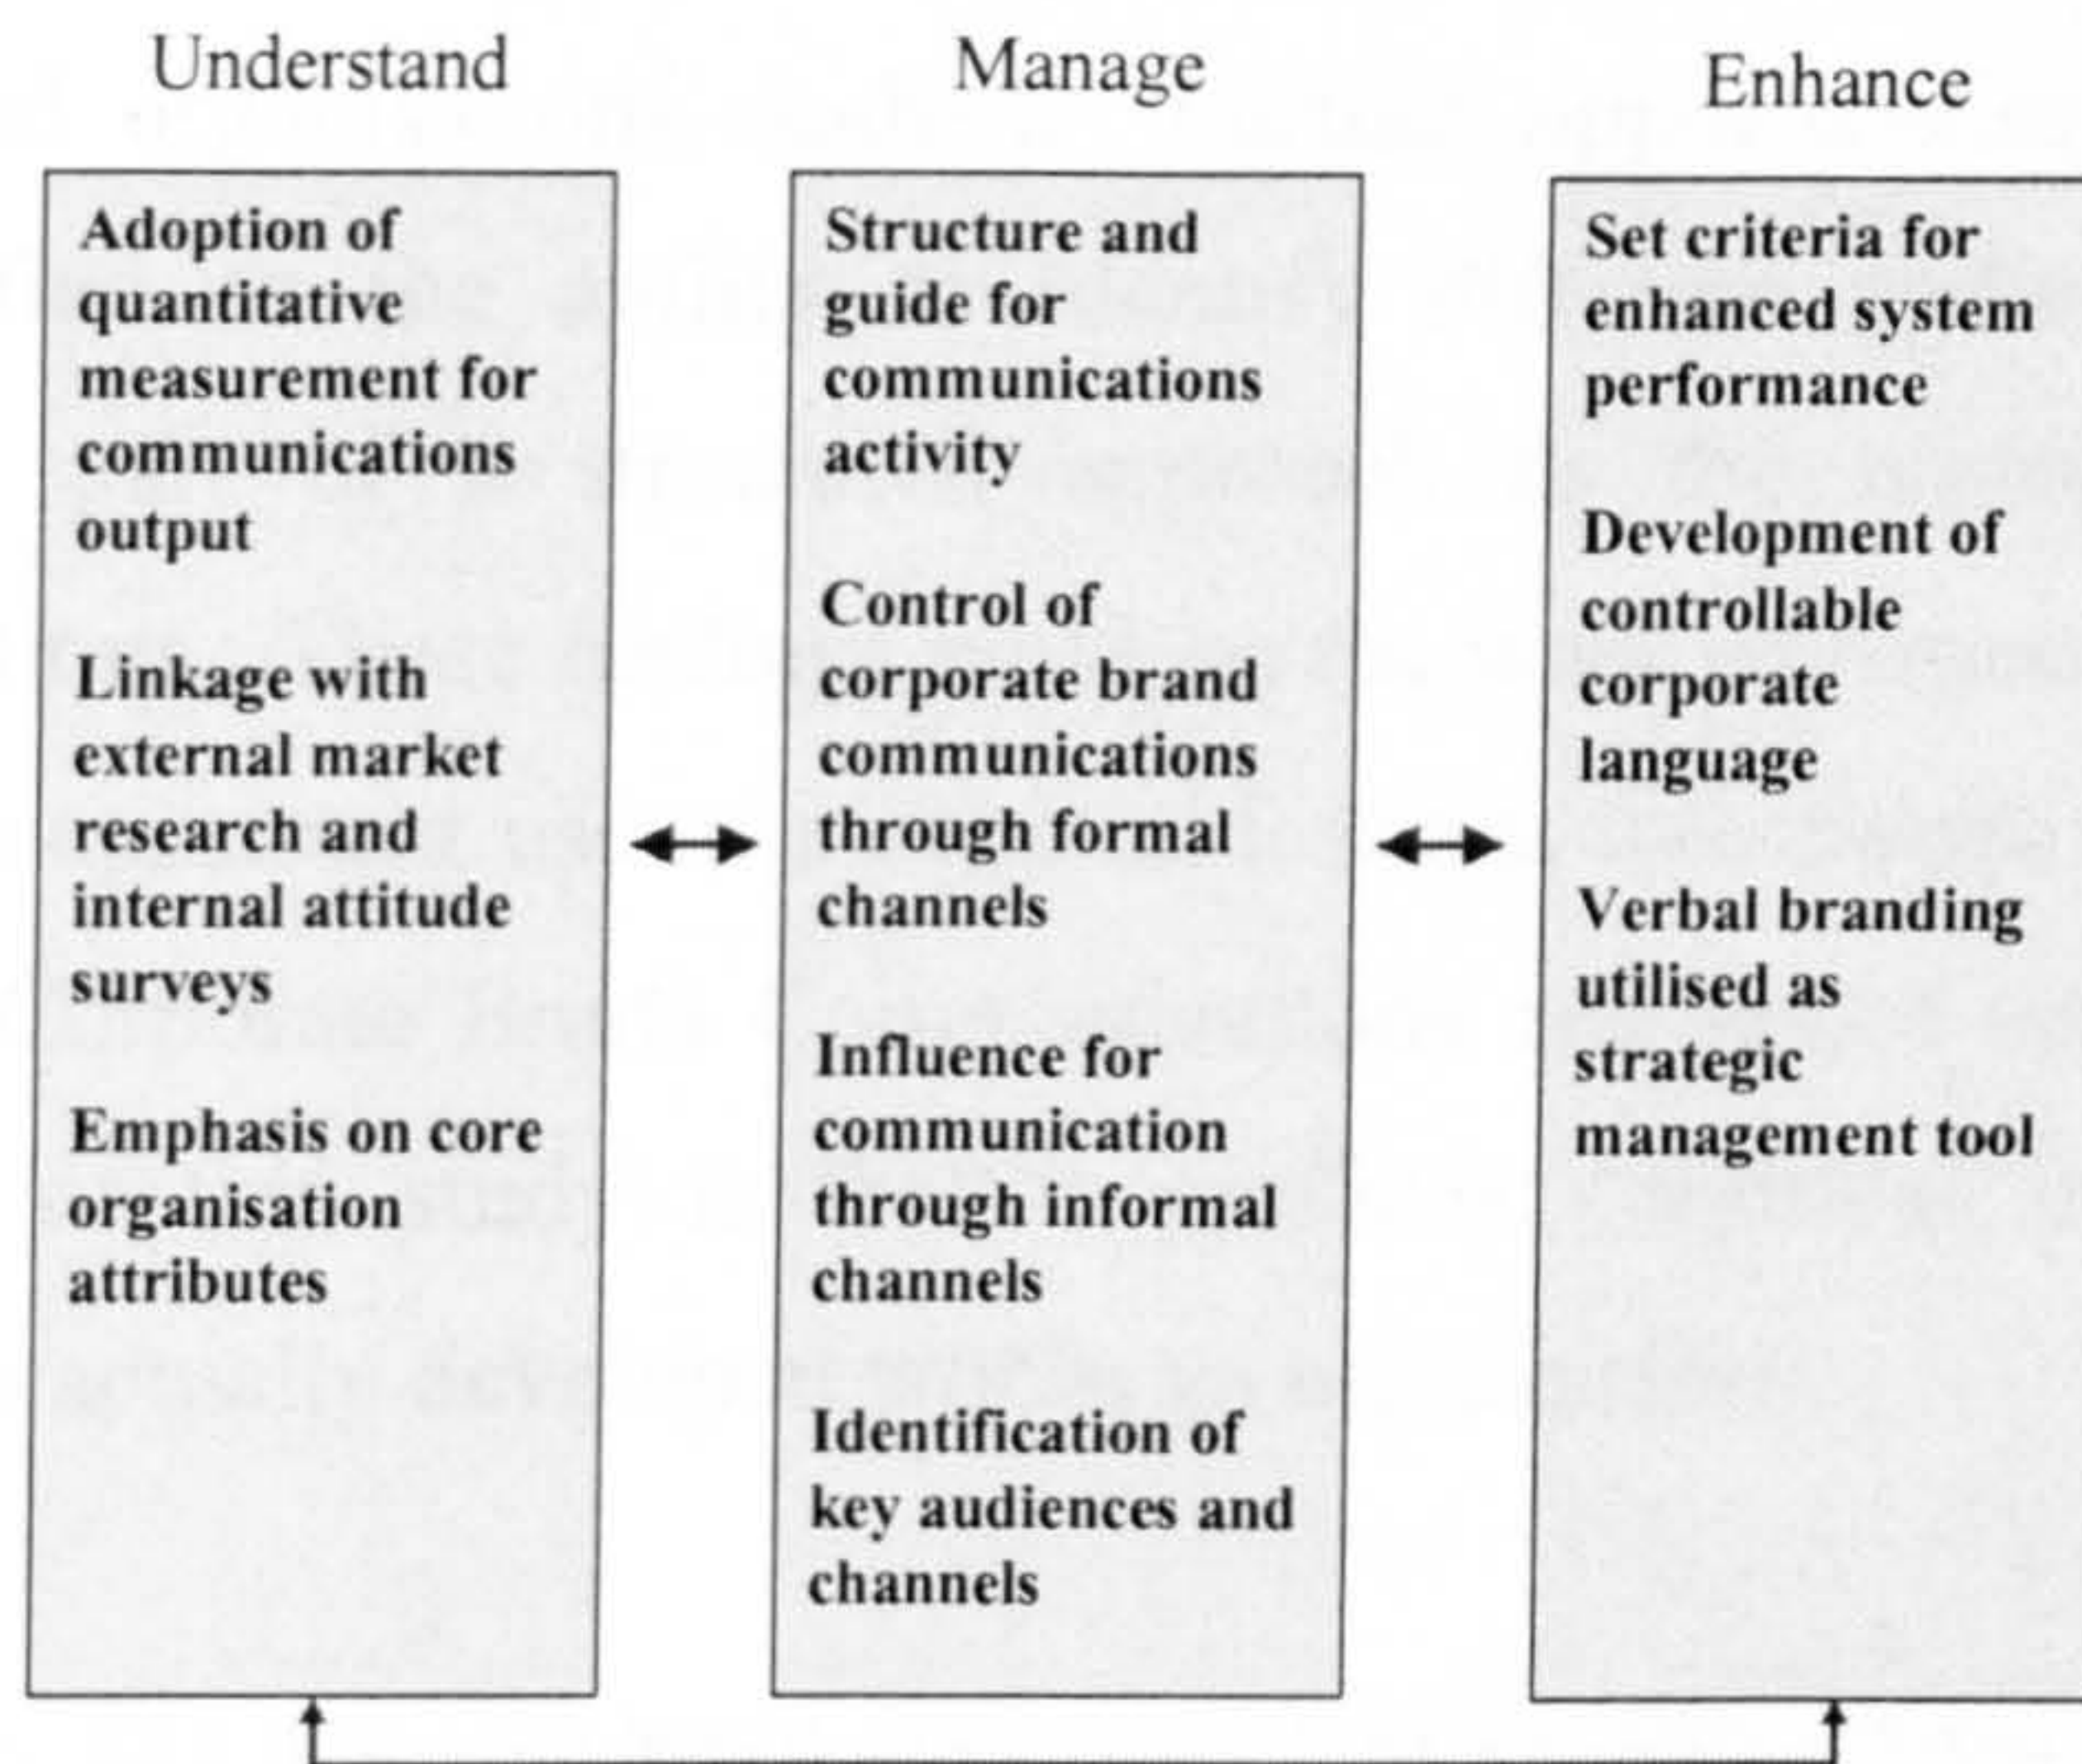 Understand
Adoption of
quantitative
measurement for
communications
output
Linkage with
external market
research and
internal attitude
surveys
Emphasis on core
organisation
attributes
Manage
Structure and
guide for
communications
activity
Control of
corporate brand
communications
through formal
channels
Influence for
communication
through informal
channels
Identification of
key audiences and
channels
Enhance
Set criteria for
enhanced system
performance
Development of
controllable
corporate
language
Verbal branding
utilised as
strategic
management tool